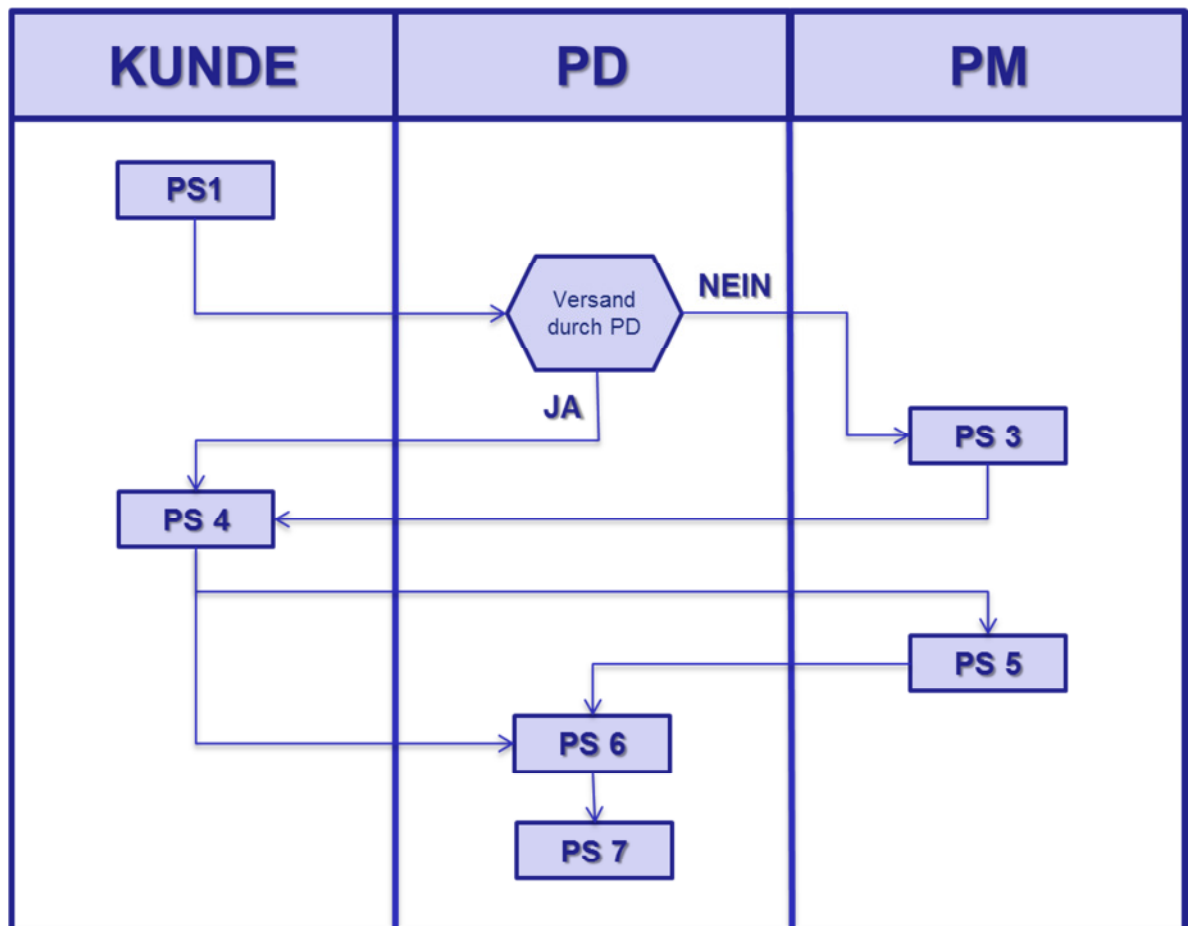 KUNDE PD PM
PS1
Versand
durch PD
NEIN
JA
PS 3
PS 4
PS 5
PS 6
PS 7